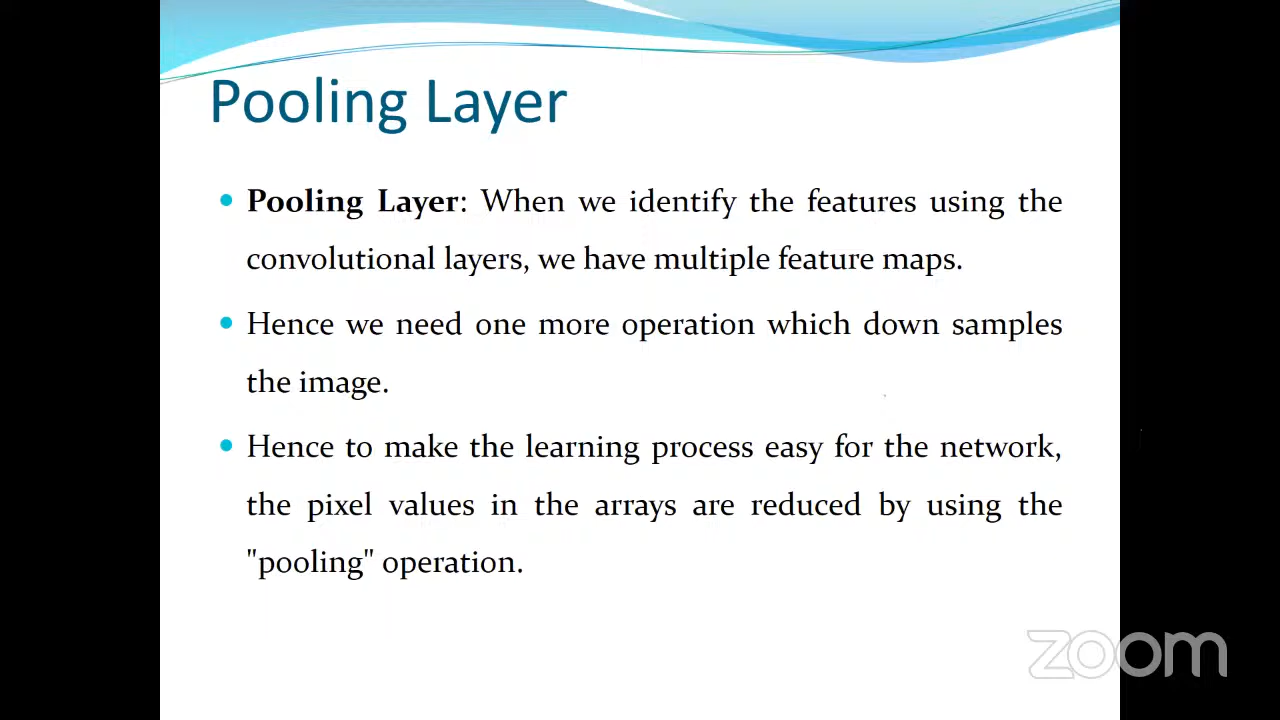 Pooling Layer
Pooling Layer: When we identify the features using the
convolutional layers, we have multiple feature maps.
Hence we need one more operation which down samples
the image.
Hence to make the learning process easy for the network,
the pixel values in the arrays are reduced by using the
"pooling" operation.
zoom